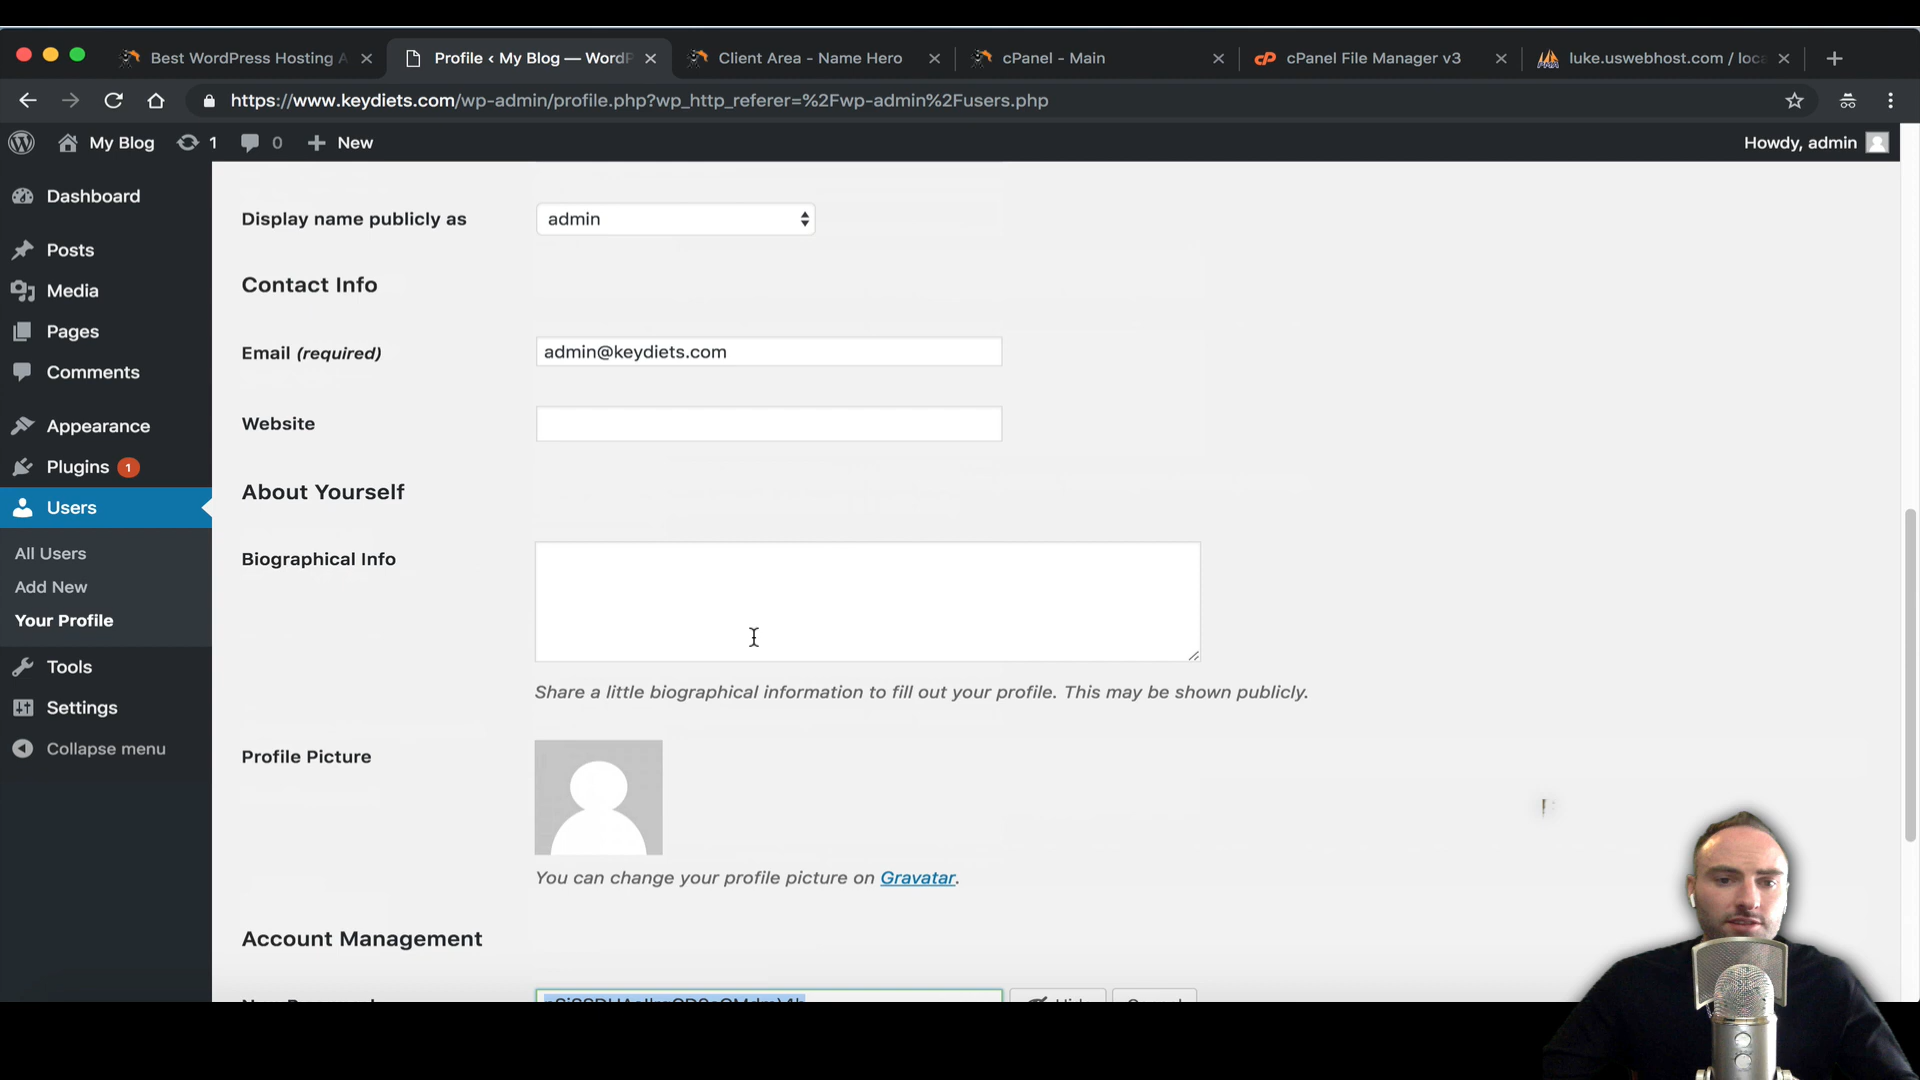 Best WordPress Hosting A
Profile ‹ My Blog — WordP
Client Area - Name Hero
cPanel - Main
cPanel File Manager v3
luke.uswebhost.com / loca
https://www.keydiets.com/wp-admin/profile.php?wp_http_referer=%2Fwp-admin%2Fusers.php
My Blog 1 0 New
Howdy, admin
Dashboard
Posts
Media
Pages
Comments
Appearance
Plugins 1
Users
All Users
Add New
Your Profile
Tools
Settings
Collapse menu
Display name publicly as admin
Contact Info
Email (required) admin@keydiets.com
Website
About Yourself
Biographical Info
Share a little biographical information to fill out your profile. This may be shown publicly.
Profile Picture
You can change your profile picture on Gravatar.
Account Management